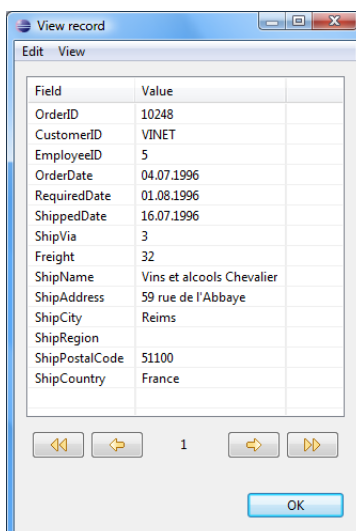 View record
Edit View
Field Value
OrderID 10248
CustomerID VINET
EmployeeID 5
OrderDate 04.07.1996
RequiredDate 01.08.1996
ShippedDate 16.07.1996
ShipVia 3
Freight 32
ShipName Vins et alcools Chevalier
ShipAddress 59 rue de l'Abbaye
ShipCity Reims
ShipRegion
ShipPostalCode 51100
ShipCountry France
1
OK